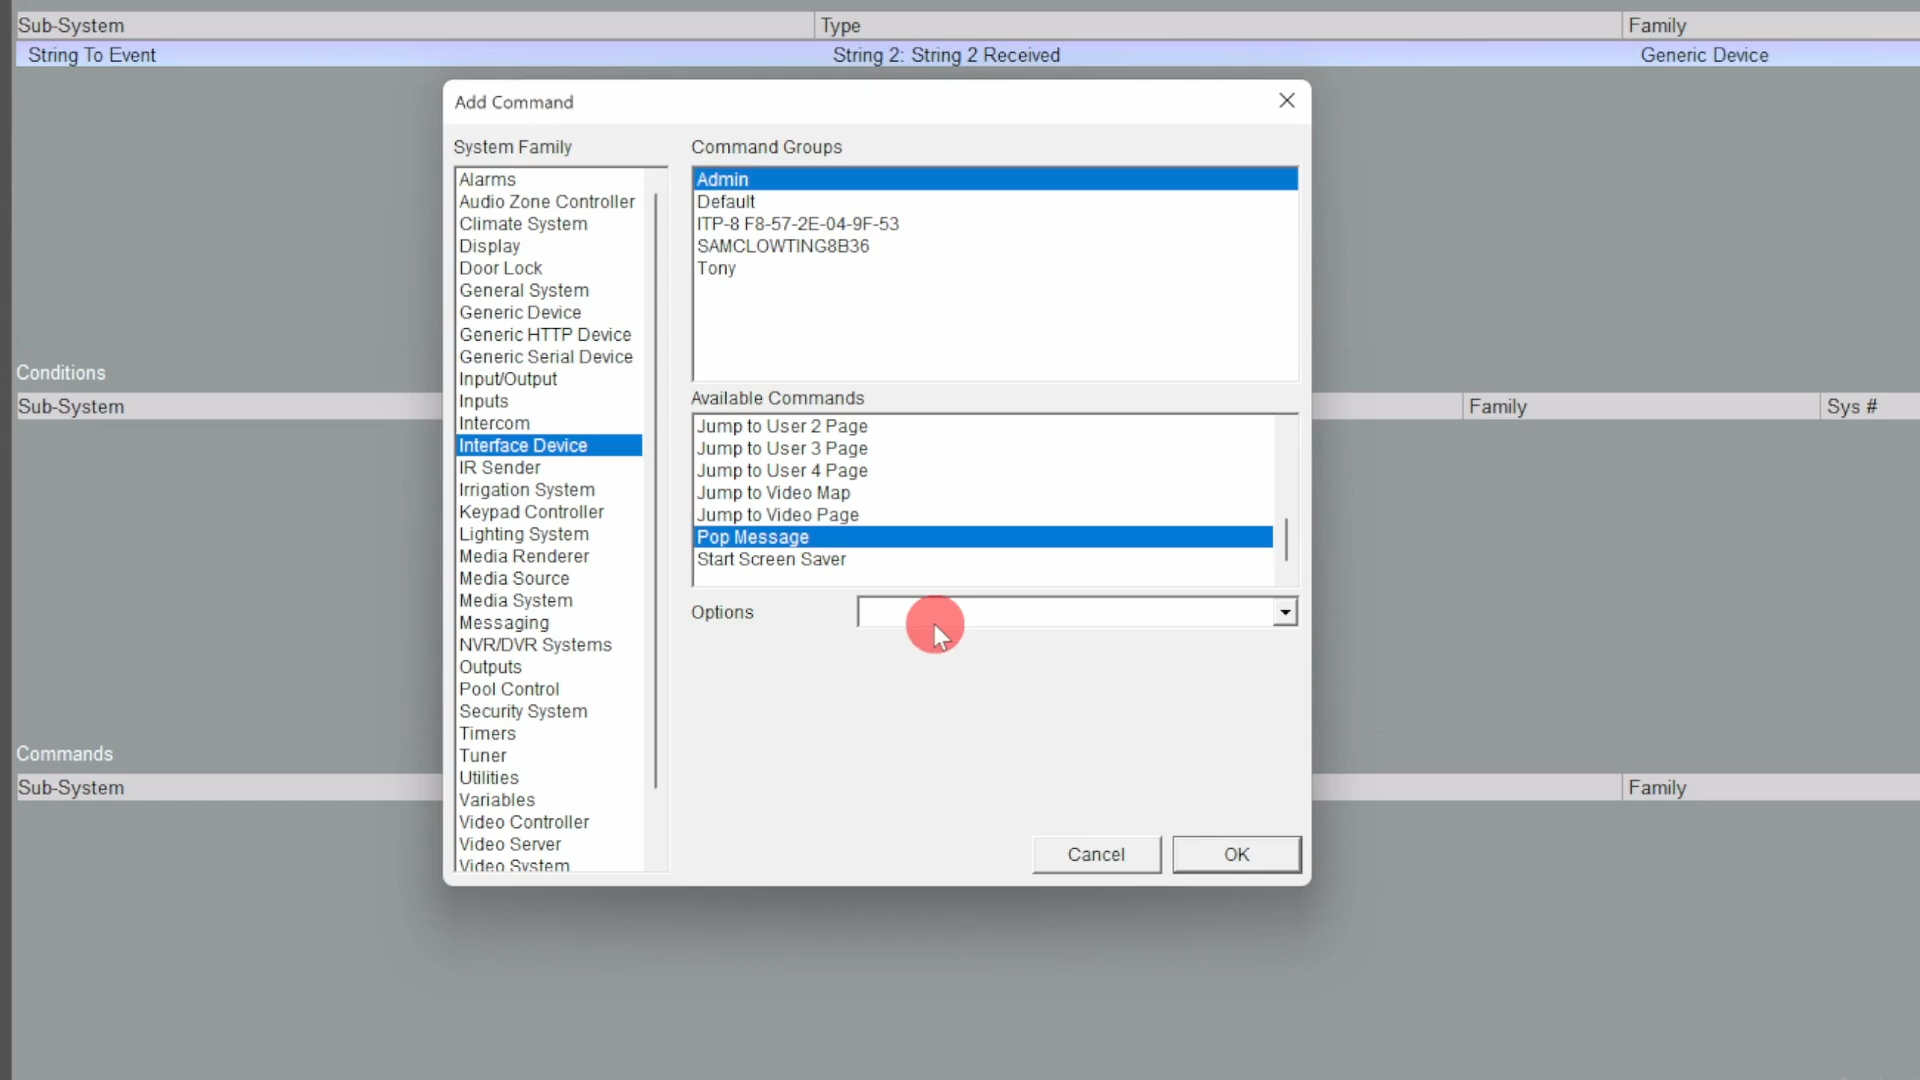 Sub-System Type Family
String To Event String 2: String 2 Received Generic Device
Add Command
System Family
Alarms
Audio Zone Controller
Climate System
Display
Door Lock
General System
Generic Device
Generic HTTP Device
Generic Serial Device
Input/Output
Inputs
Intercom
Interface Device
IR Sender
Irrigation System
Keypad Controller
Lighting System
Media Renderer
Media Source
Media System
Messaging
NVR/DVR Systems
Outputs
Pool Control
Security System
Timers
Tuner
Utilities
Variables
Video Controller
Video Server
Video System
Command Groups
Admin
Default
ITP-8 F8-57-2E-04-9F-53
SAMCLOWTING8B36
Tony
Available Commands
Jump to User 2 Page
Jump to User 3 Page
Jump to User 4 Page
Jump to Video Map
Jump to Video Page
Pop Message
Start Screen Saver
Options
Cancel OK
Conditions
Sub-System Family Sys #
Commands
Sub-System Family